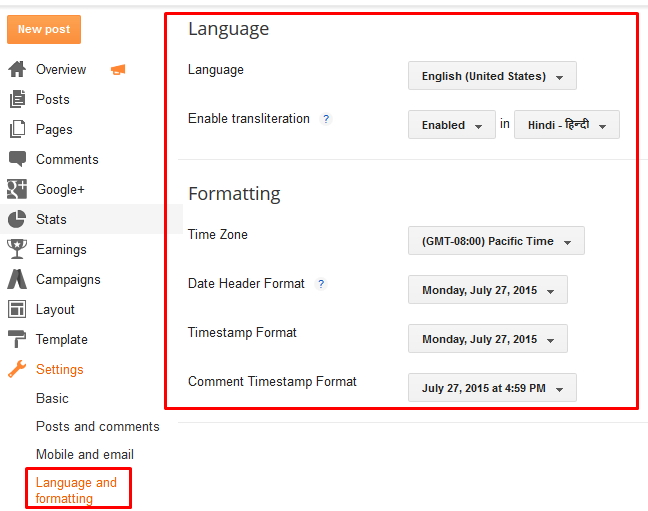 New post
Overview
Posts
Pages
Comments
Google+
Stats
Earnings
Campaigns
Layout
Template
Settings
Basic
Posts and comments
Mobile and email
Language and
formatting
Language
Language English (United States)
Enable transliteration ? Enabled in Hindi - हिन्दी
Formatting
Time Zone (GMT-08:00) Pacific Time
Date Header Format ? Monday, July 27, 2015
Timestamp Format Monday, July 27, 2015
Comment Timestamp Format July 27, 2015 at 4:59 PM